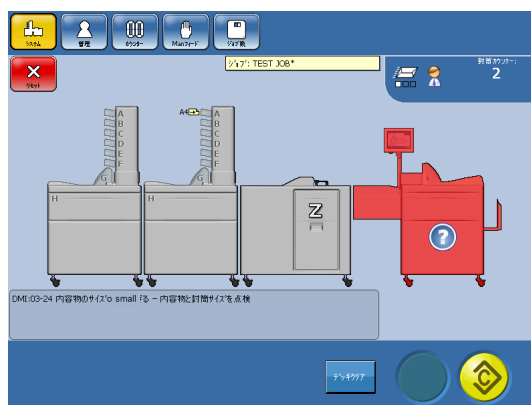 システム
管理
カウンター
Manフィード
ジョブ読
ジョブ: TEST JOB*
封筒カウンター:
2
リセット
A4
A
B
C
D
E
F
G
H
A
B
C
D
E
F
G
H
Z
?
DMI:03-24 内容物のサイズ'o small ?る - 内容物と封筒サイズを点検
デッキクリア
C